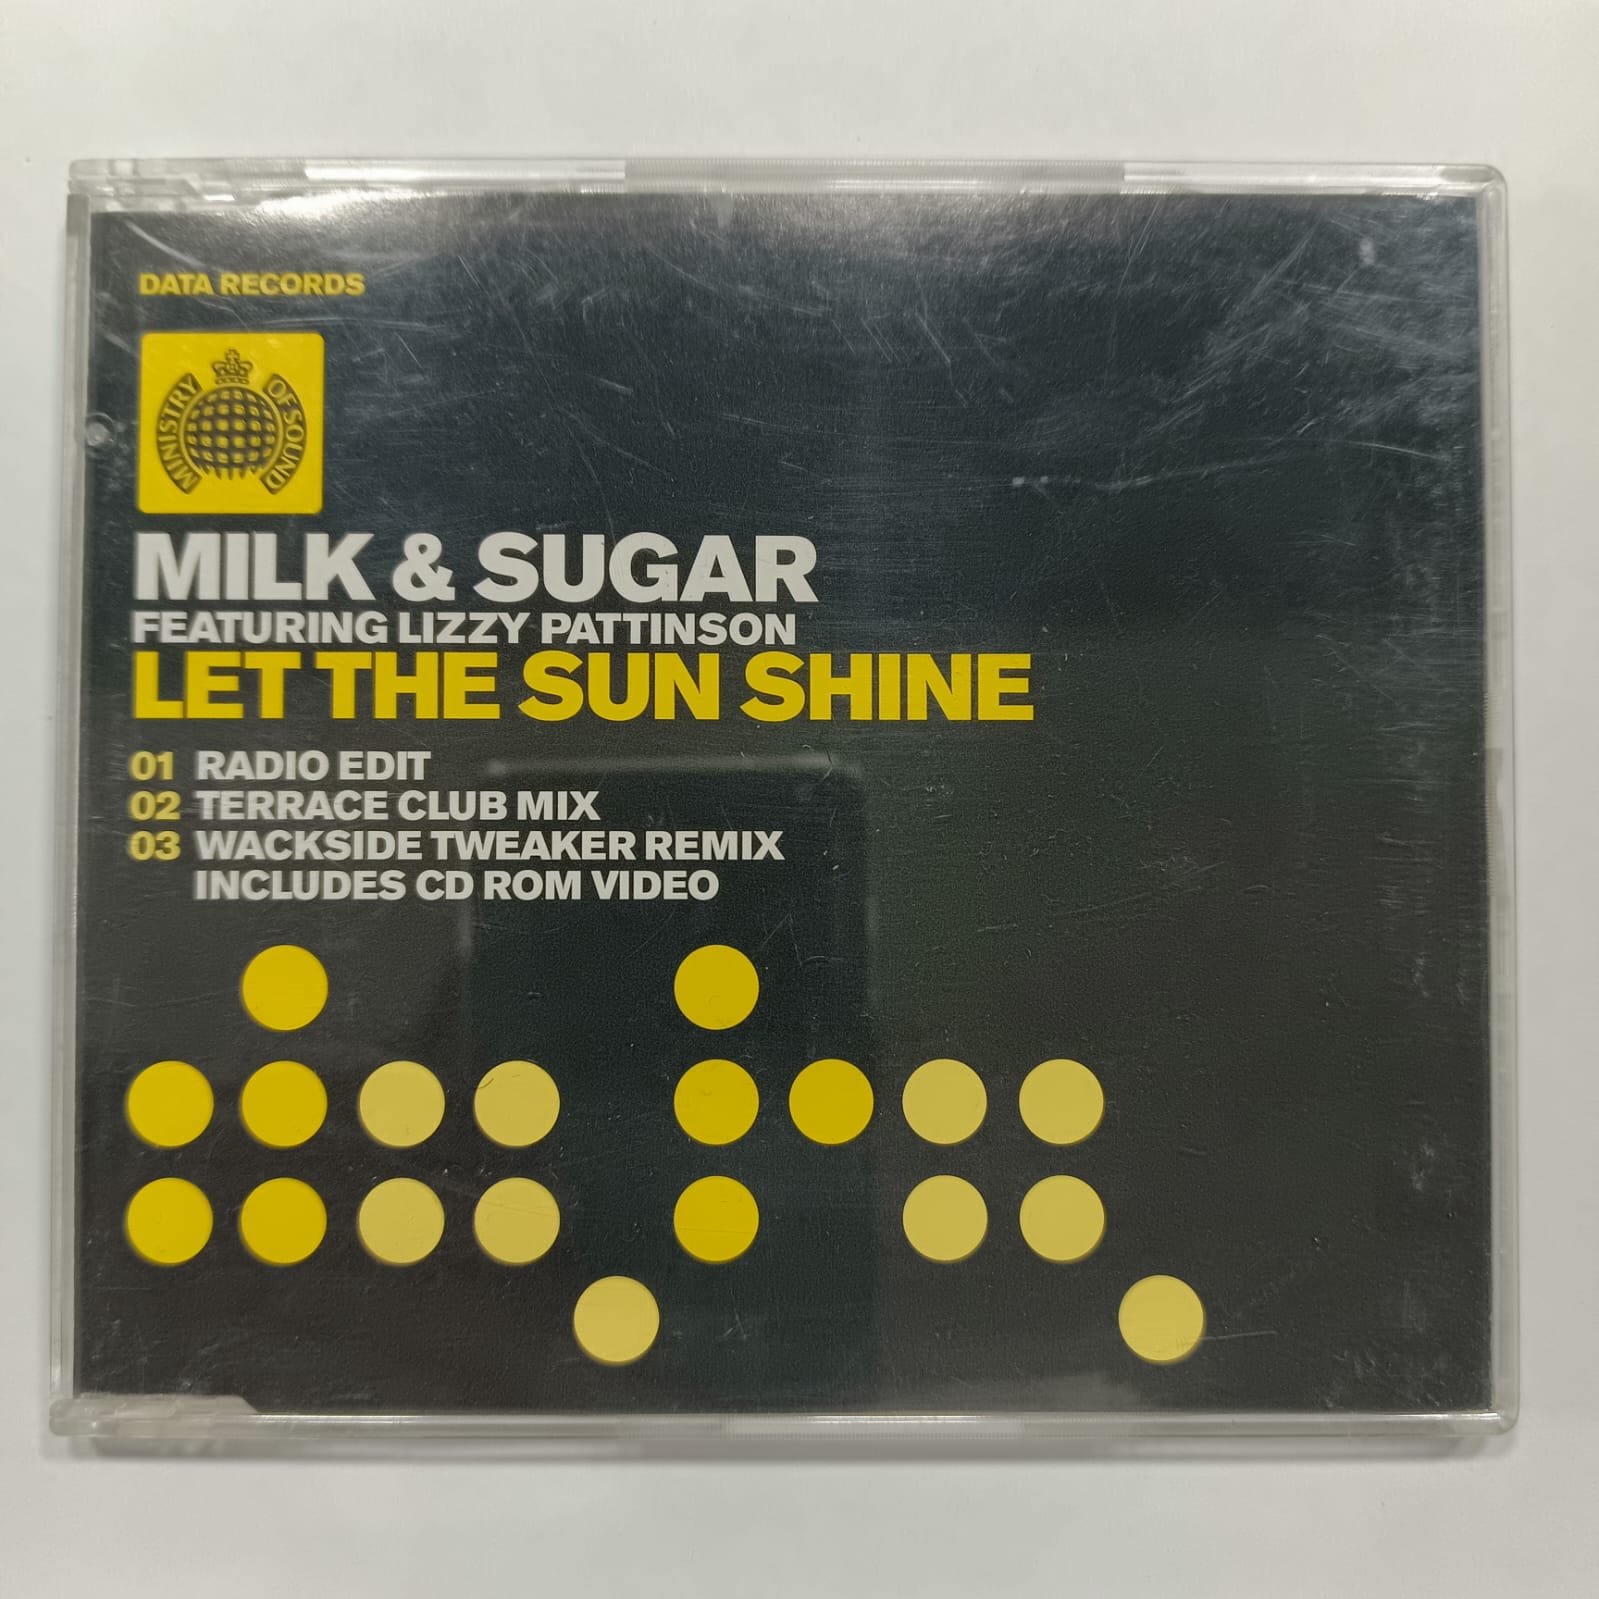 DATA RECORDS
MINISTRY OF SOUND
MILK & SUGAR
FEATURING LIZZY PATTINSON
LET THE SUN SHINE
01 RADIO EDIT
02 TERRACE CLUB MIX
03 WACKSIDE TWEAKER REMIX
INCLUDES CD ROM VIDEO